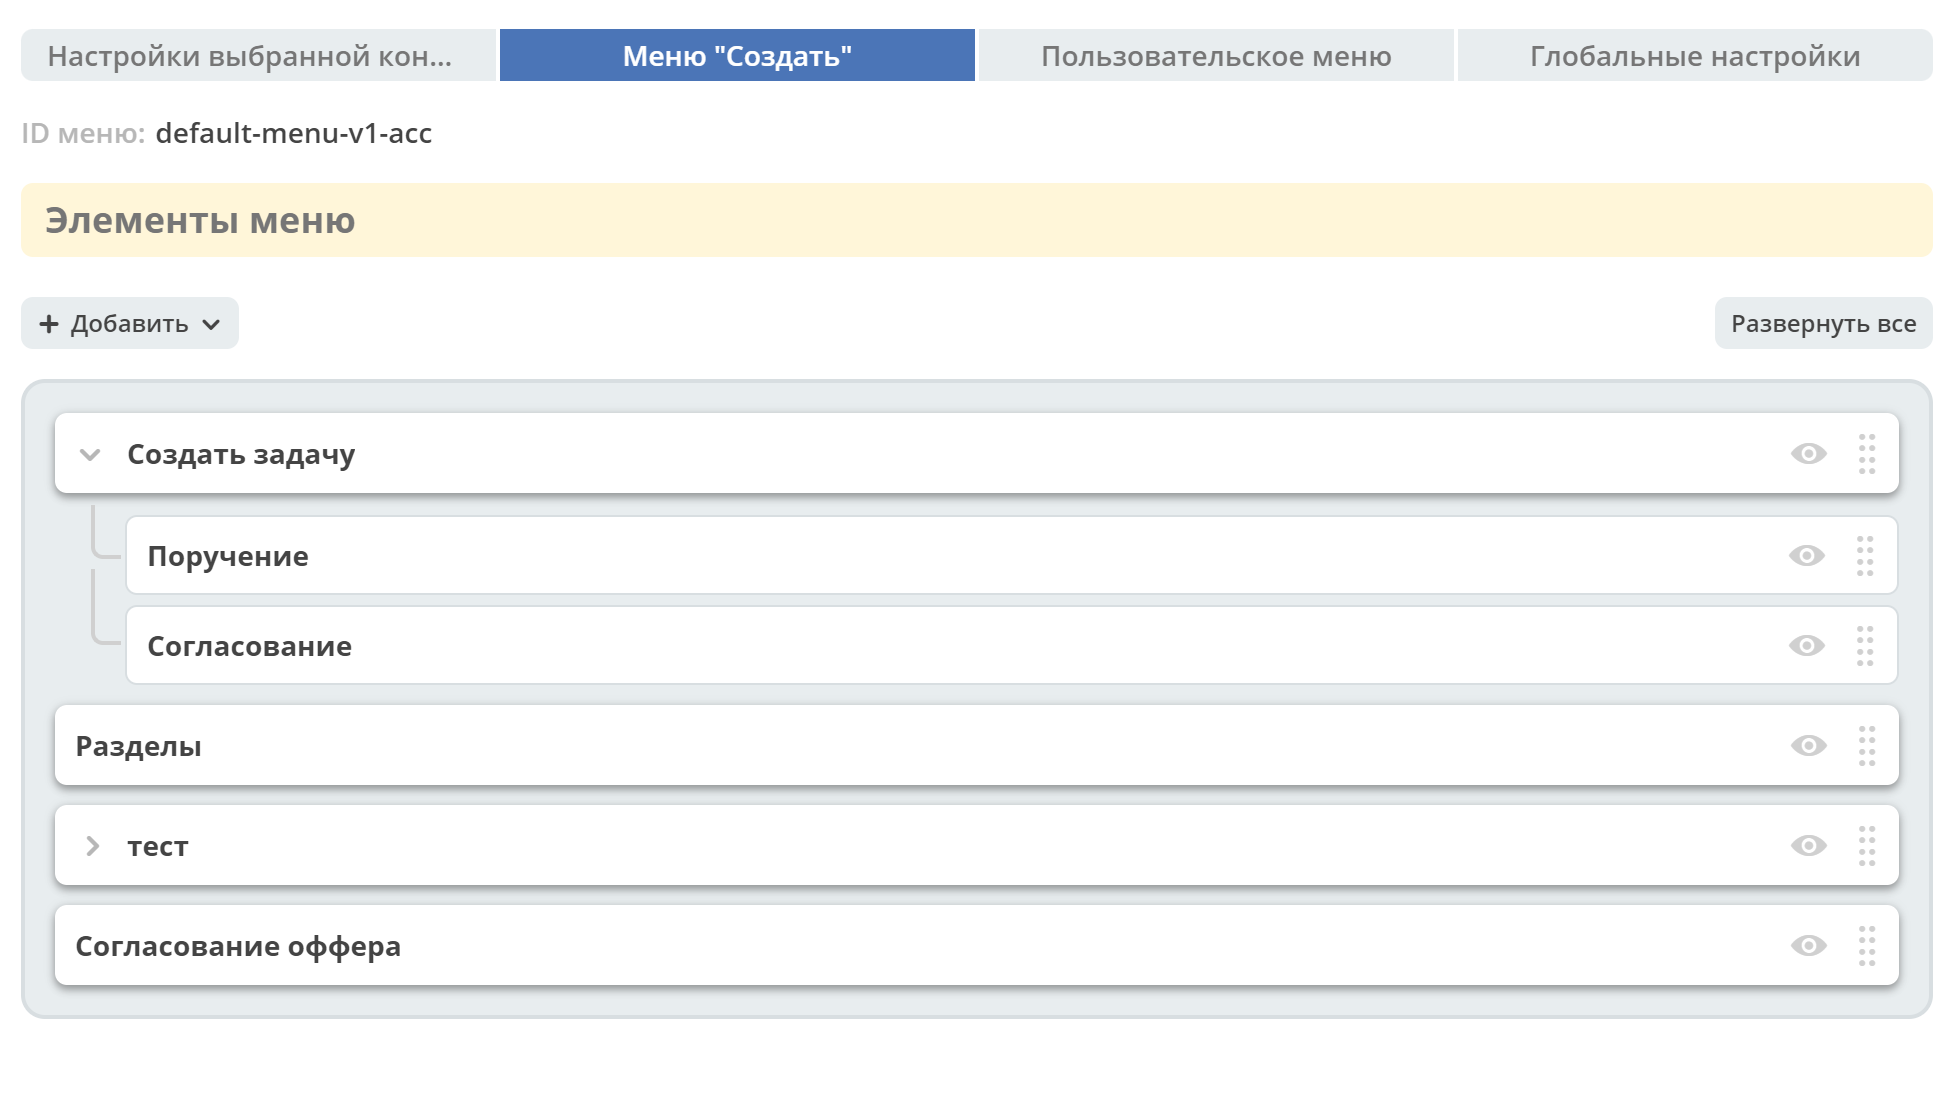 Настройки выбранной кон...
Меню "Создать"
Пользовательское меню
Глобальные настройки
ID меню: default-menu-v1-acc
Элементы меню
Добавить
Развернуть все
Создать задачу
Поручение
Согласование
Разделы
тест
Согласование оффера